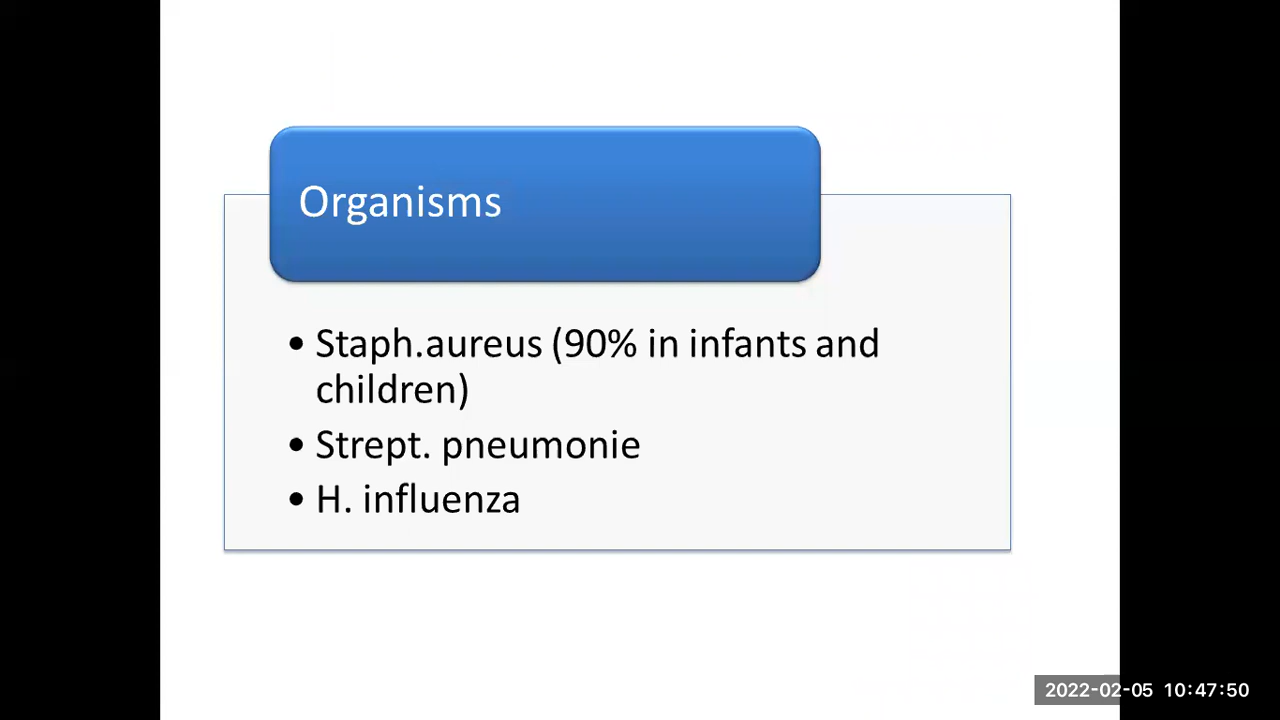 Organisms
• Staph.aureus (90% in infants and
children)
• Strept. pneumonie
• H. influenza
2022-02-05 10:47:50